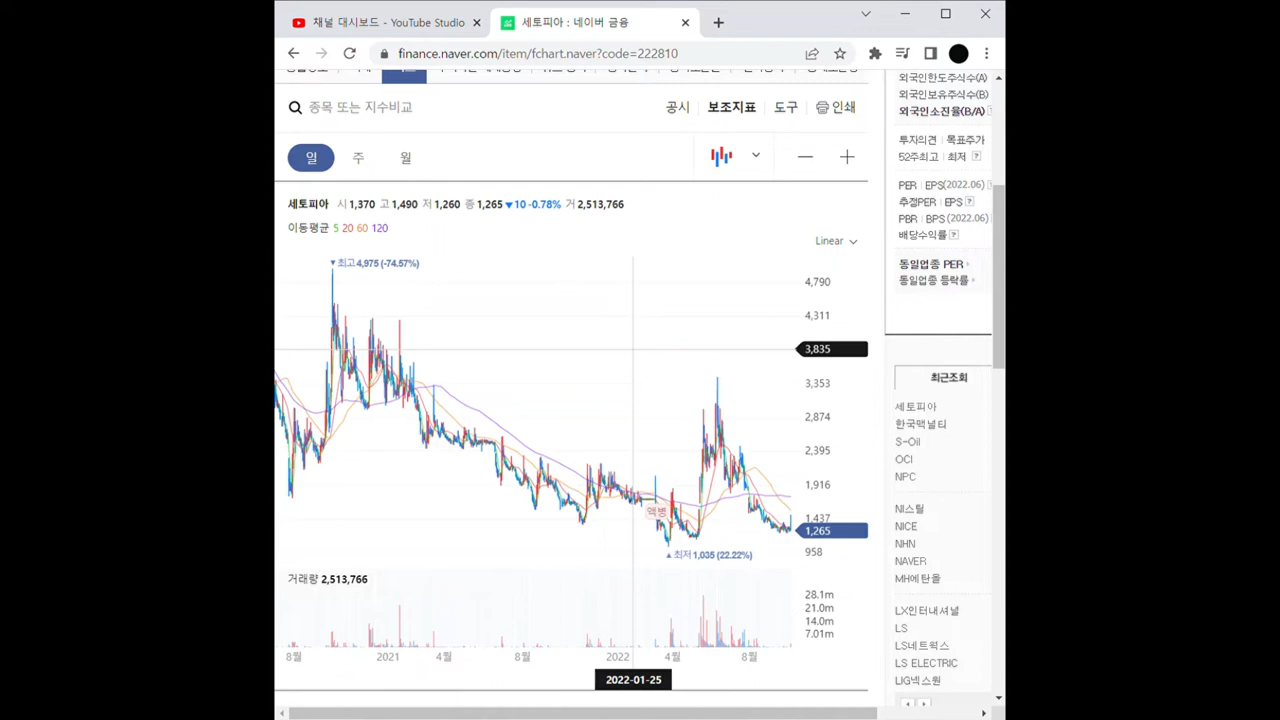 채널 대시보드 - YouTube Studio
세토피아 : 네이버 금융
finance.naver.com/item/fchart.naver?code=222810
종목 또는 지수비교
공시 보조지표 도구 인쇄
일 주 월
세토피아 시 1,370 고 1,490 저 1,260 종 1,265 ▼10 -0.78% 거 2,513,766
이동평균 5 20 60 120
Linear
▼최고 4,975 (-74.57%)
4,790
4,311
3,835
3,353
2,874
2,395
1,916
액병
1,437
1,265
▲최저 1,035 (22.22%)
958
거래량 2,513,766
28.1m
21.0m
14.0m
7.01m
8월 2021 4월 8월 2022 4월 8월
2022-01-25
외국인한도주식수(A)
외국인보유주식수(B)
외국인소진율(B/A)
투자의견 | 목표주가
52주최고 | 최저 ?
PER | EPS(2022.06)
추정PER | EPS ?
PBR | BPS (2022.06)
배당수익률 ?
동일업종 PER
동일업종 등락률
최근조회
세토피아
한국맥널티
S-Oil
OCI
NPC
NI스틸
NICE
NHN
NAVER
MH에탄올
LX인터내셔널
LS
LS네트웍스
LS ELECTRIC
LIG넥스원